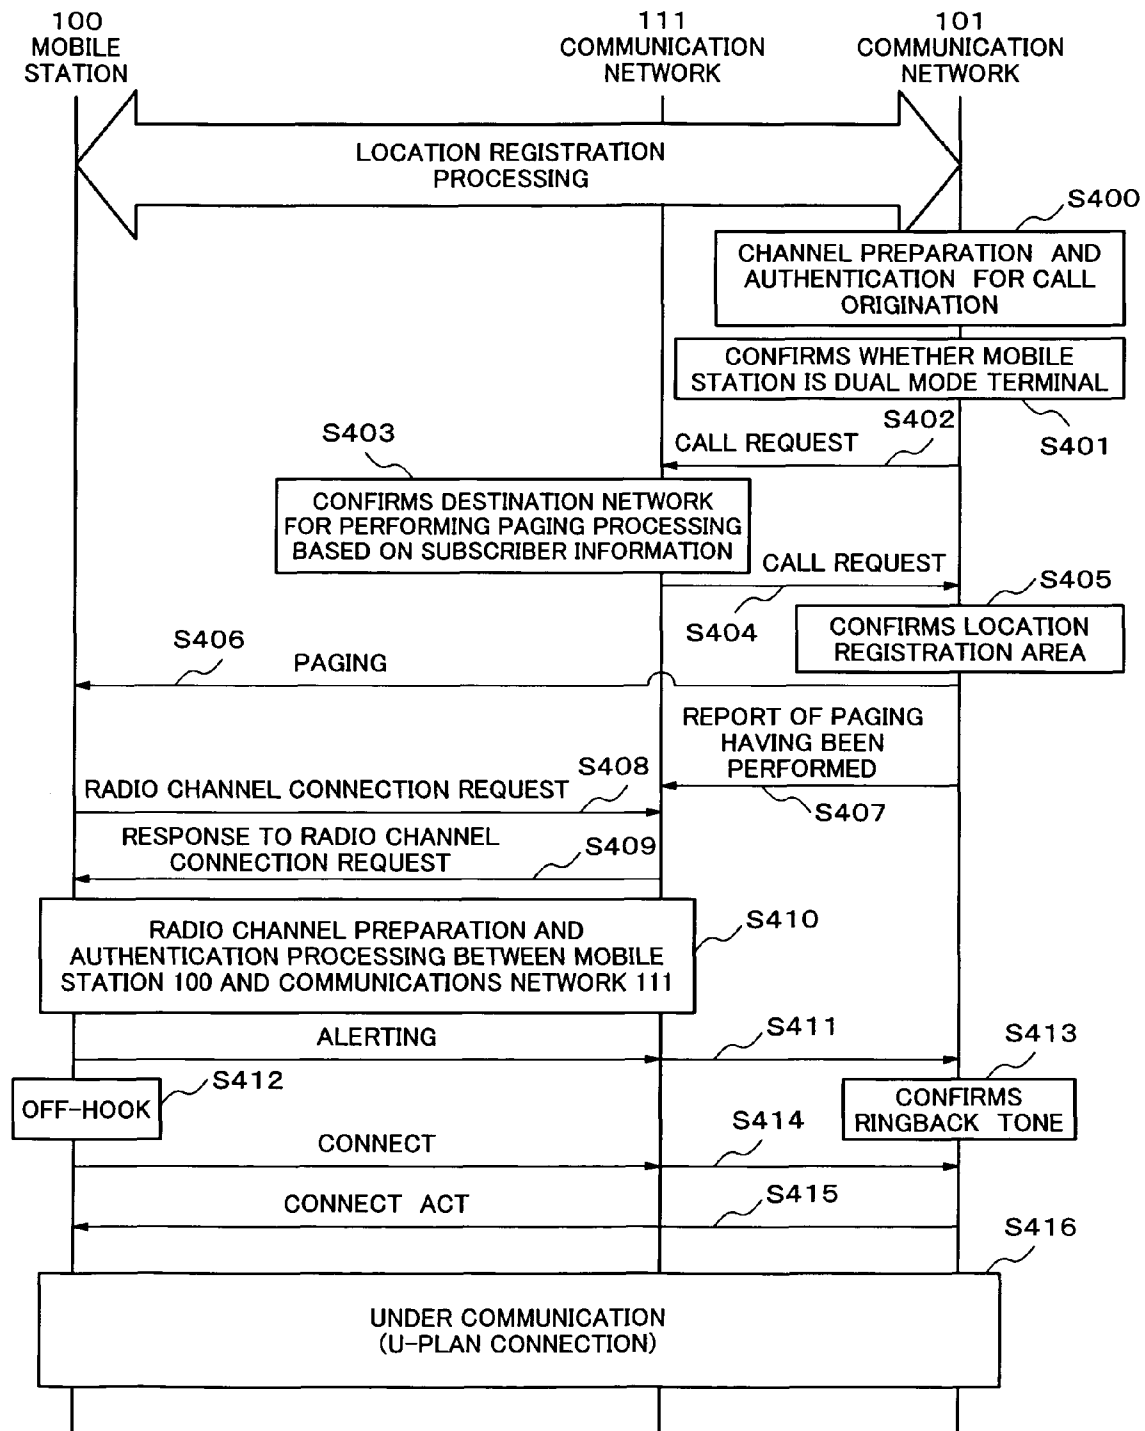 100
MOBILE
STATION
111
COMMUNICATION
NETWORK
101
COMMUNICATION
NETWORK
LOCATION REGISTRATION
PROCESSING
S400
CHANNEL PREPARATION AND
AUTHENTICATION FOR CALL
ORIGINATION
CONFIRMS WHETHER MOBILE
STATION IS DUAL MODE TERMINAL
S401
S402
CALL REQUEST
S403
CONFIRMS DESTINATION NETWORK
FOR PERFORMING PAGING PROCESSING
BASED ON SUBSCRIBER INFORMATION
CALL REQUEST
S404
S405
CONFIRMS LOCATION
REGISTRATION AREA
S406
PAGING
REPORT OF PAGING
HAVING BEEN
PERFORMED
S407
S408
RADIO CHANNEL CONNECTION REQUEST
RESPONSE TO RADIO CHANNEL
CONNECTION REQUEST
S409
RADIO CHANNEL PREPARATION AND
AUTHENTICATION PROCESSING BETWEEN MOBILE
STATION 100 AND COMMUNICATIONS NETWORK 111
S410
ALERTING
S411
S412
OFF-HOOK
S413
CONFIRMS
RINGBACK TONE
CONNECT
S414
CONNECT ACT
S415
S416
UNDER COMMUNICATION
(U-PLAN CONNECTION)